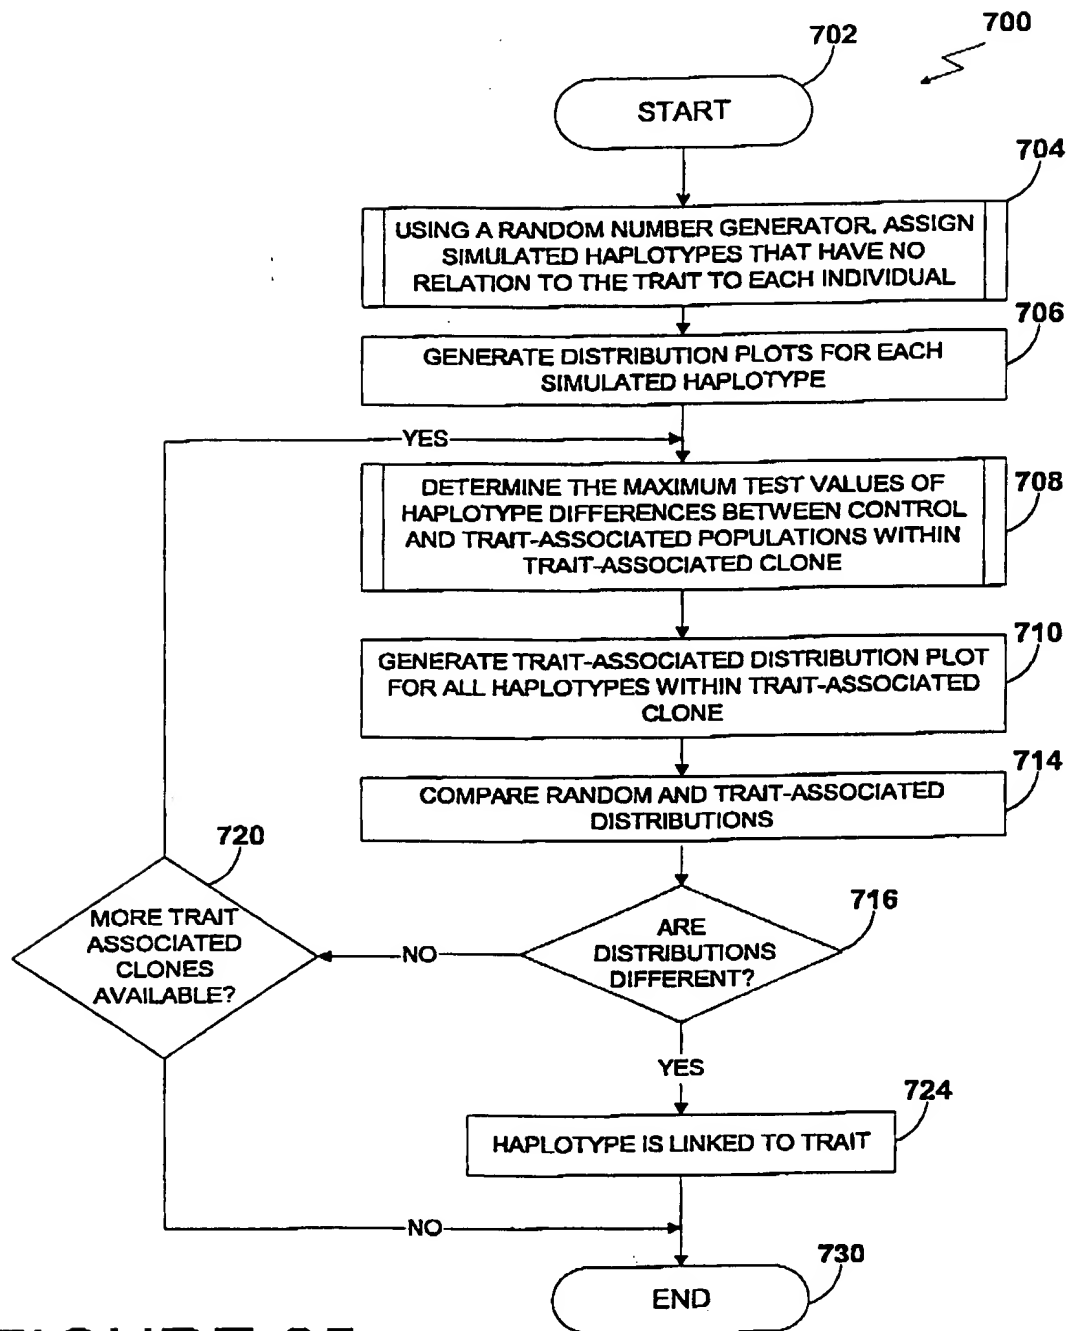 702
700
START
704
USING A RANDOM NUMBER GENERATOR, ASSIGN
SIMULATED HAPLOTYPES THAT HAVE NO
RELATION TO THE TRAIT TO EACH INDIVIDUAL
706
GENERATE DISTRIBUTION PLOTS FOR EACH
SIMULATED HAPLOTYPE
YES
708
DETERMINE THE MAXIMUM TEST VALUES OF
HAPLOTYPE DIFFERENCES BETWEEN CONTROL
AND TRAIT-ASSOCIATED POPULATIONS WITHIN
TRAIT-ASSOCIATED CLONE
710
GENERATE TRAIT-ASSOCIATED DISTRIBUTION PLOT
FOR ALL HAPLOTYPES WITHIN TRAIT-ASSOCIATED
CLONE
714
COMPARE RANDOM AND TRAIT-ASSOCIATED
DISTRIBUTIONS
720
MORE TRAIT
ASSOCIATED
CLONES
AVAILABLE?
716
ARE
DISTRIBUTIONS
DIFFERENT?
NO
YES
724
HAPLOTYPE IS LINKED TO TRAIT
NO
730
END